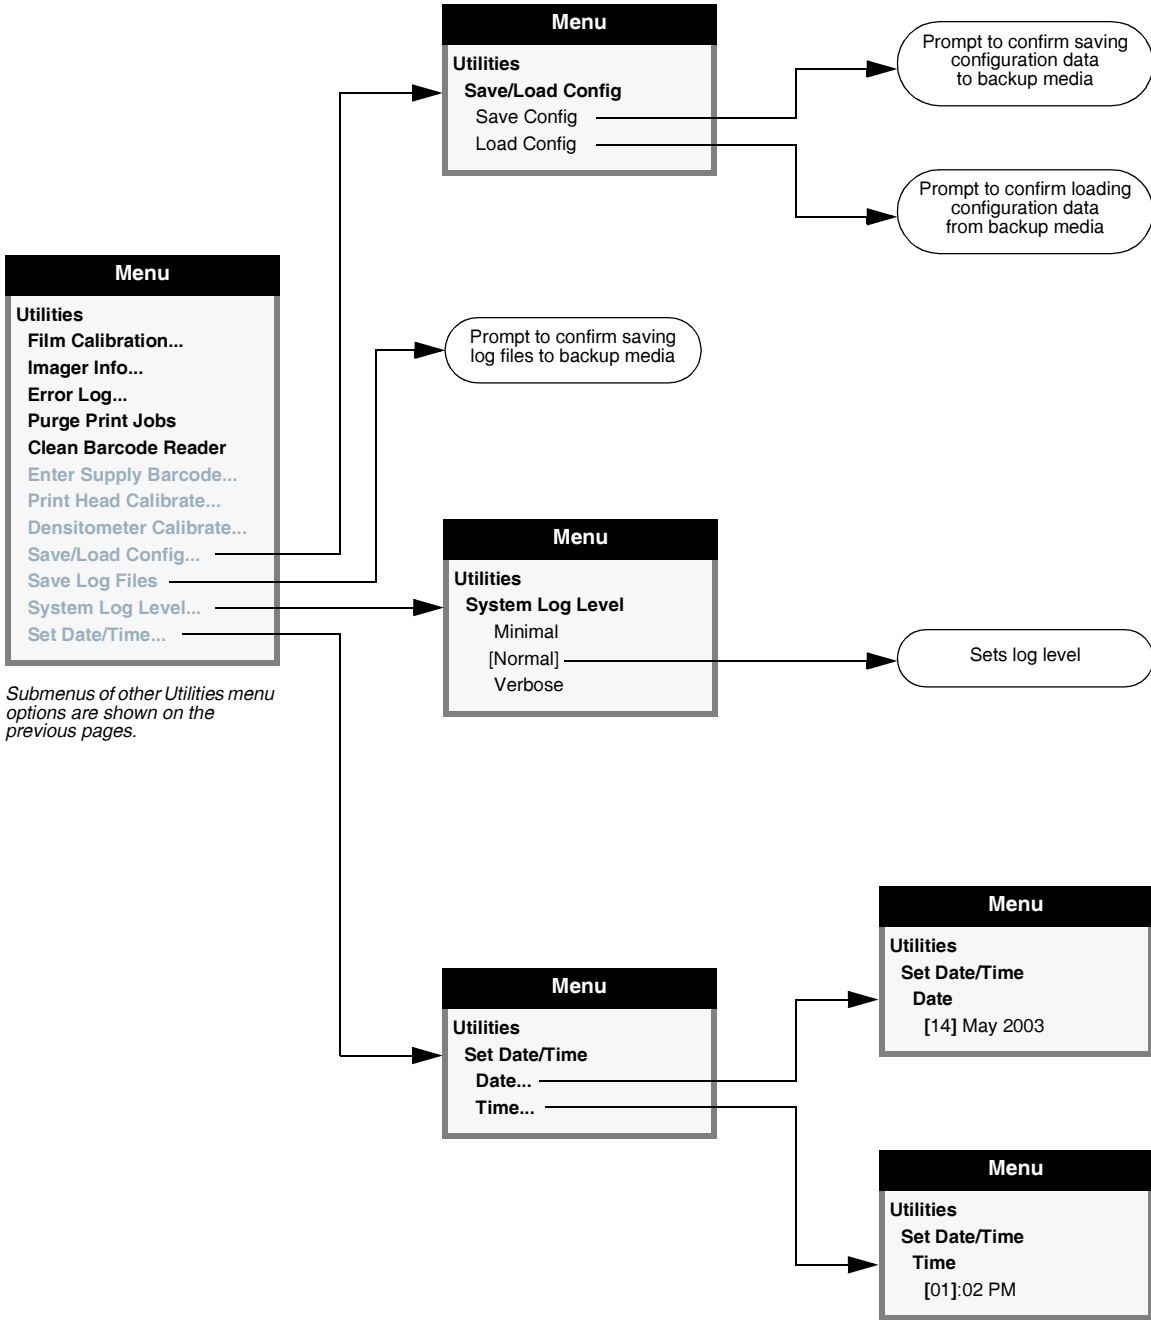 Menu
Utilities
Save/Load Config
Save Config
Load Config
Prompt to confirm saving
configuration data
to backup media
Prompt to confirm loading
configuration data
from backup media
Menu
Utilities
Film Calibration...
Imager Info...
Error Log...
Purge Print Jobs
Clean Barcode Reader
Enter Supply Barcode...
Print Head Calibrate...
Densitometer Calibrate...
Save/Load Config...
Save Log Files
System Log Level...
Set Date/Time...
Submenus of other Utilities menu
options are shown on the
previous pages.
Prompt to confirm saving
log files to backup media
Menu
Utilities
System Log Level
Minimal
[Normal]
Verbose
Sets log level
Menu
Utilities
Set Date/Time
Date...
Time...
Menu
Utilities
Set Date/Time
Date
[14] May 2003
Menu
Utilities
Set Date/Time
Time
[01]:02 PM